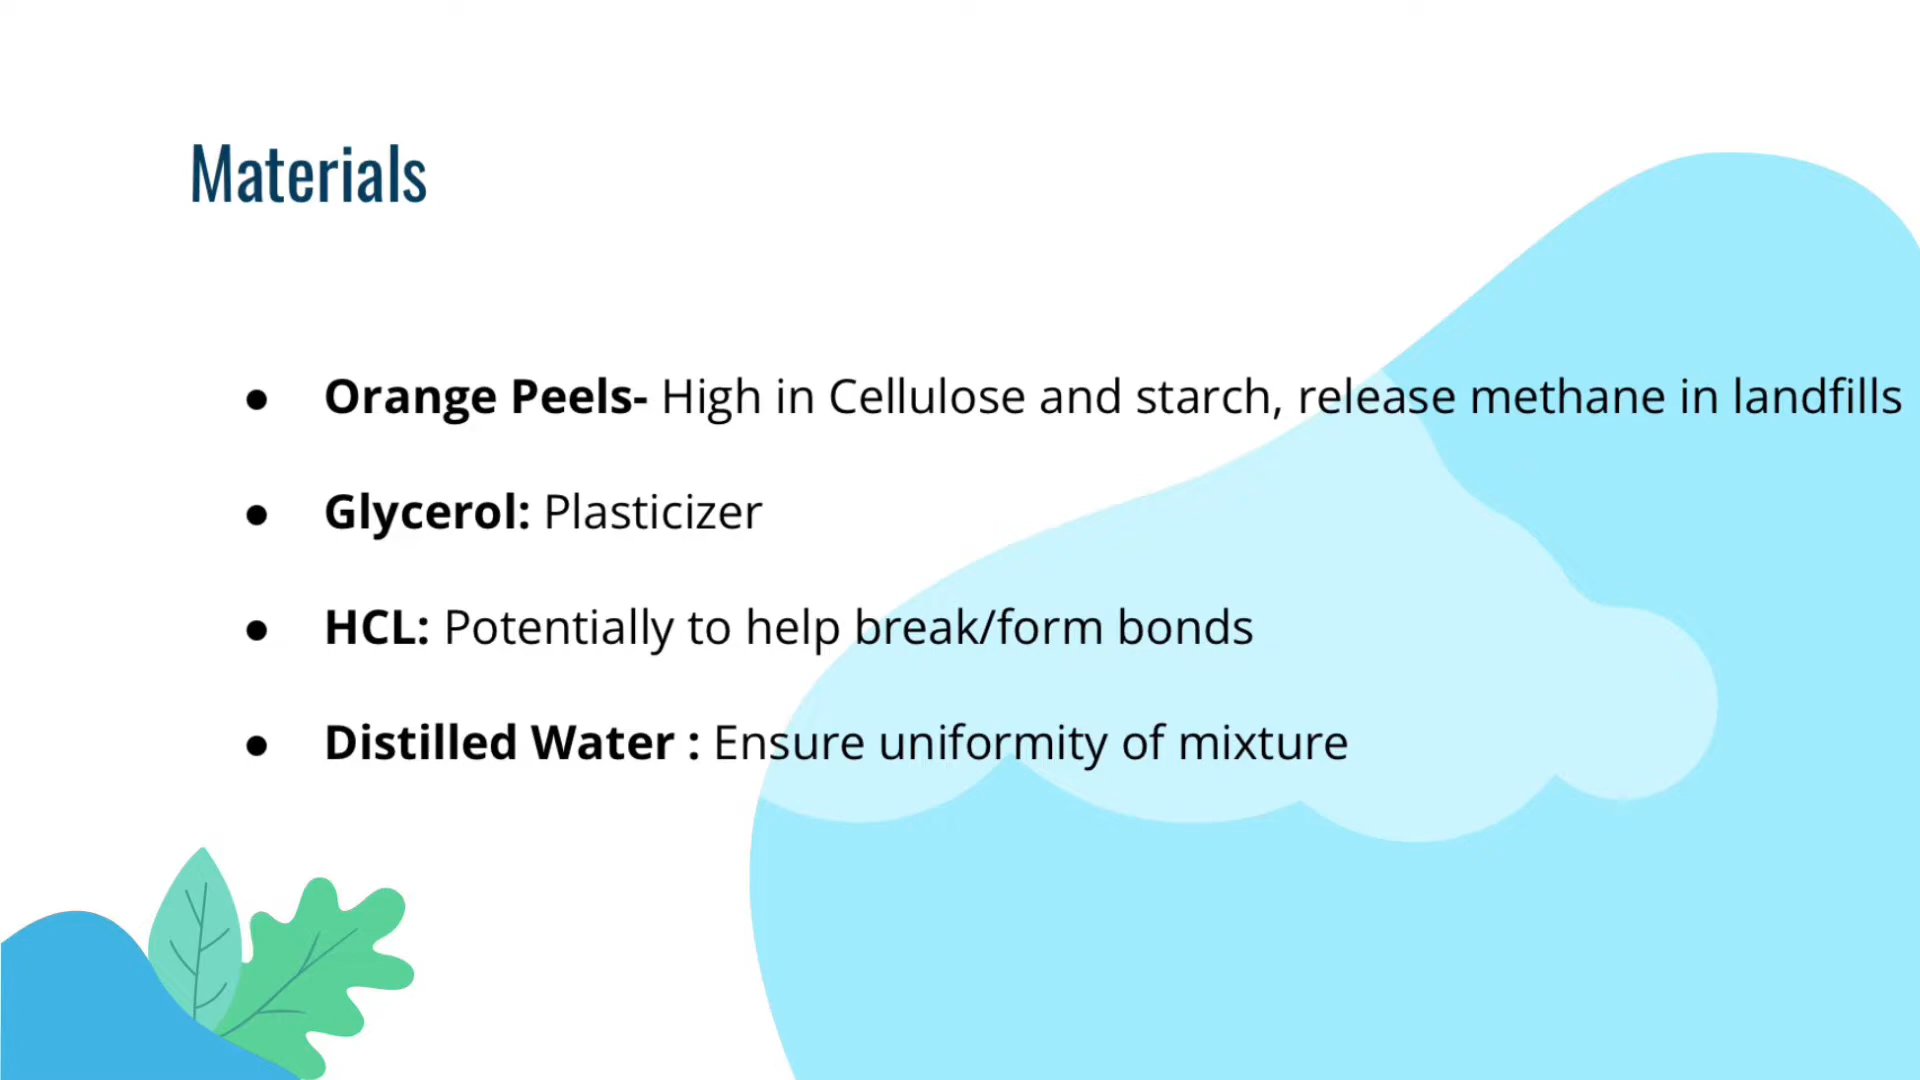 Materials
● Orange Peels- High in Cellulose and starch, release methane in landfills
● Glycerol: Plasticizer
● HCL: Potentially to help break/form bonds
● Distilled Water : Ensure uniformity of mixture